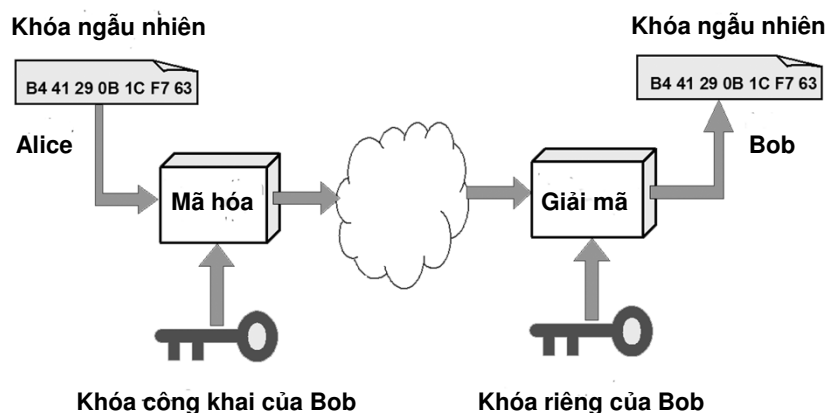 Khóa ngẫu nhiên
Khóa ngẫu nhiên
B4 41 29 0B 1C F7 63
B4 41 29 0B 1C F7 63
Alice
Bob
Mã hóa
Giải mã
Khóa công khai của Bob
Khóa riêng của Bob